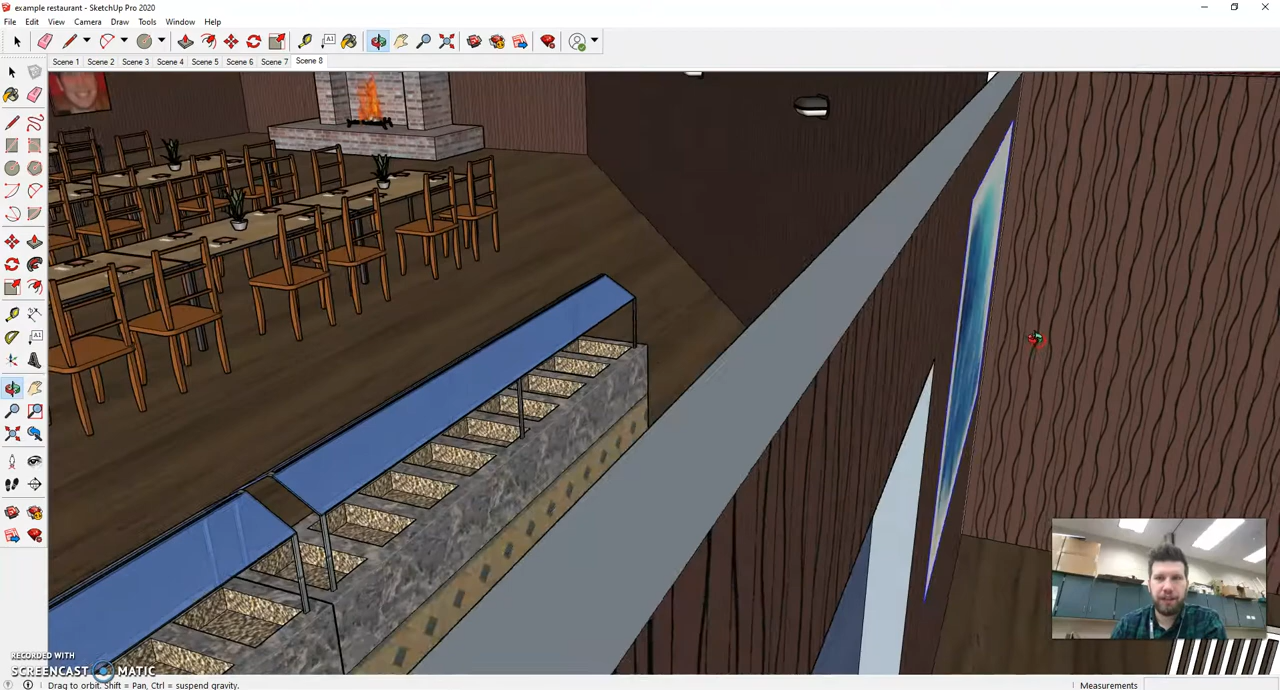 example restaurant - SketchUp Pro 2020
File Edit View Camera Draw Tools Window Help
Scene 1 Scene 2 Scene 3 Scene 4 Scene 5 Scene 6 Scene 7 Scene 8
RECORDED WITH
SCREENCAST MATIC
Drag to orbit. Shift = Pan, Ctrl = suspend gravity.
Measurements